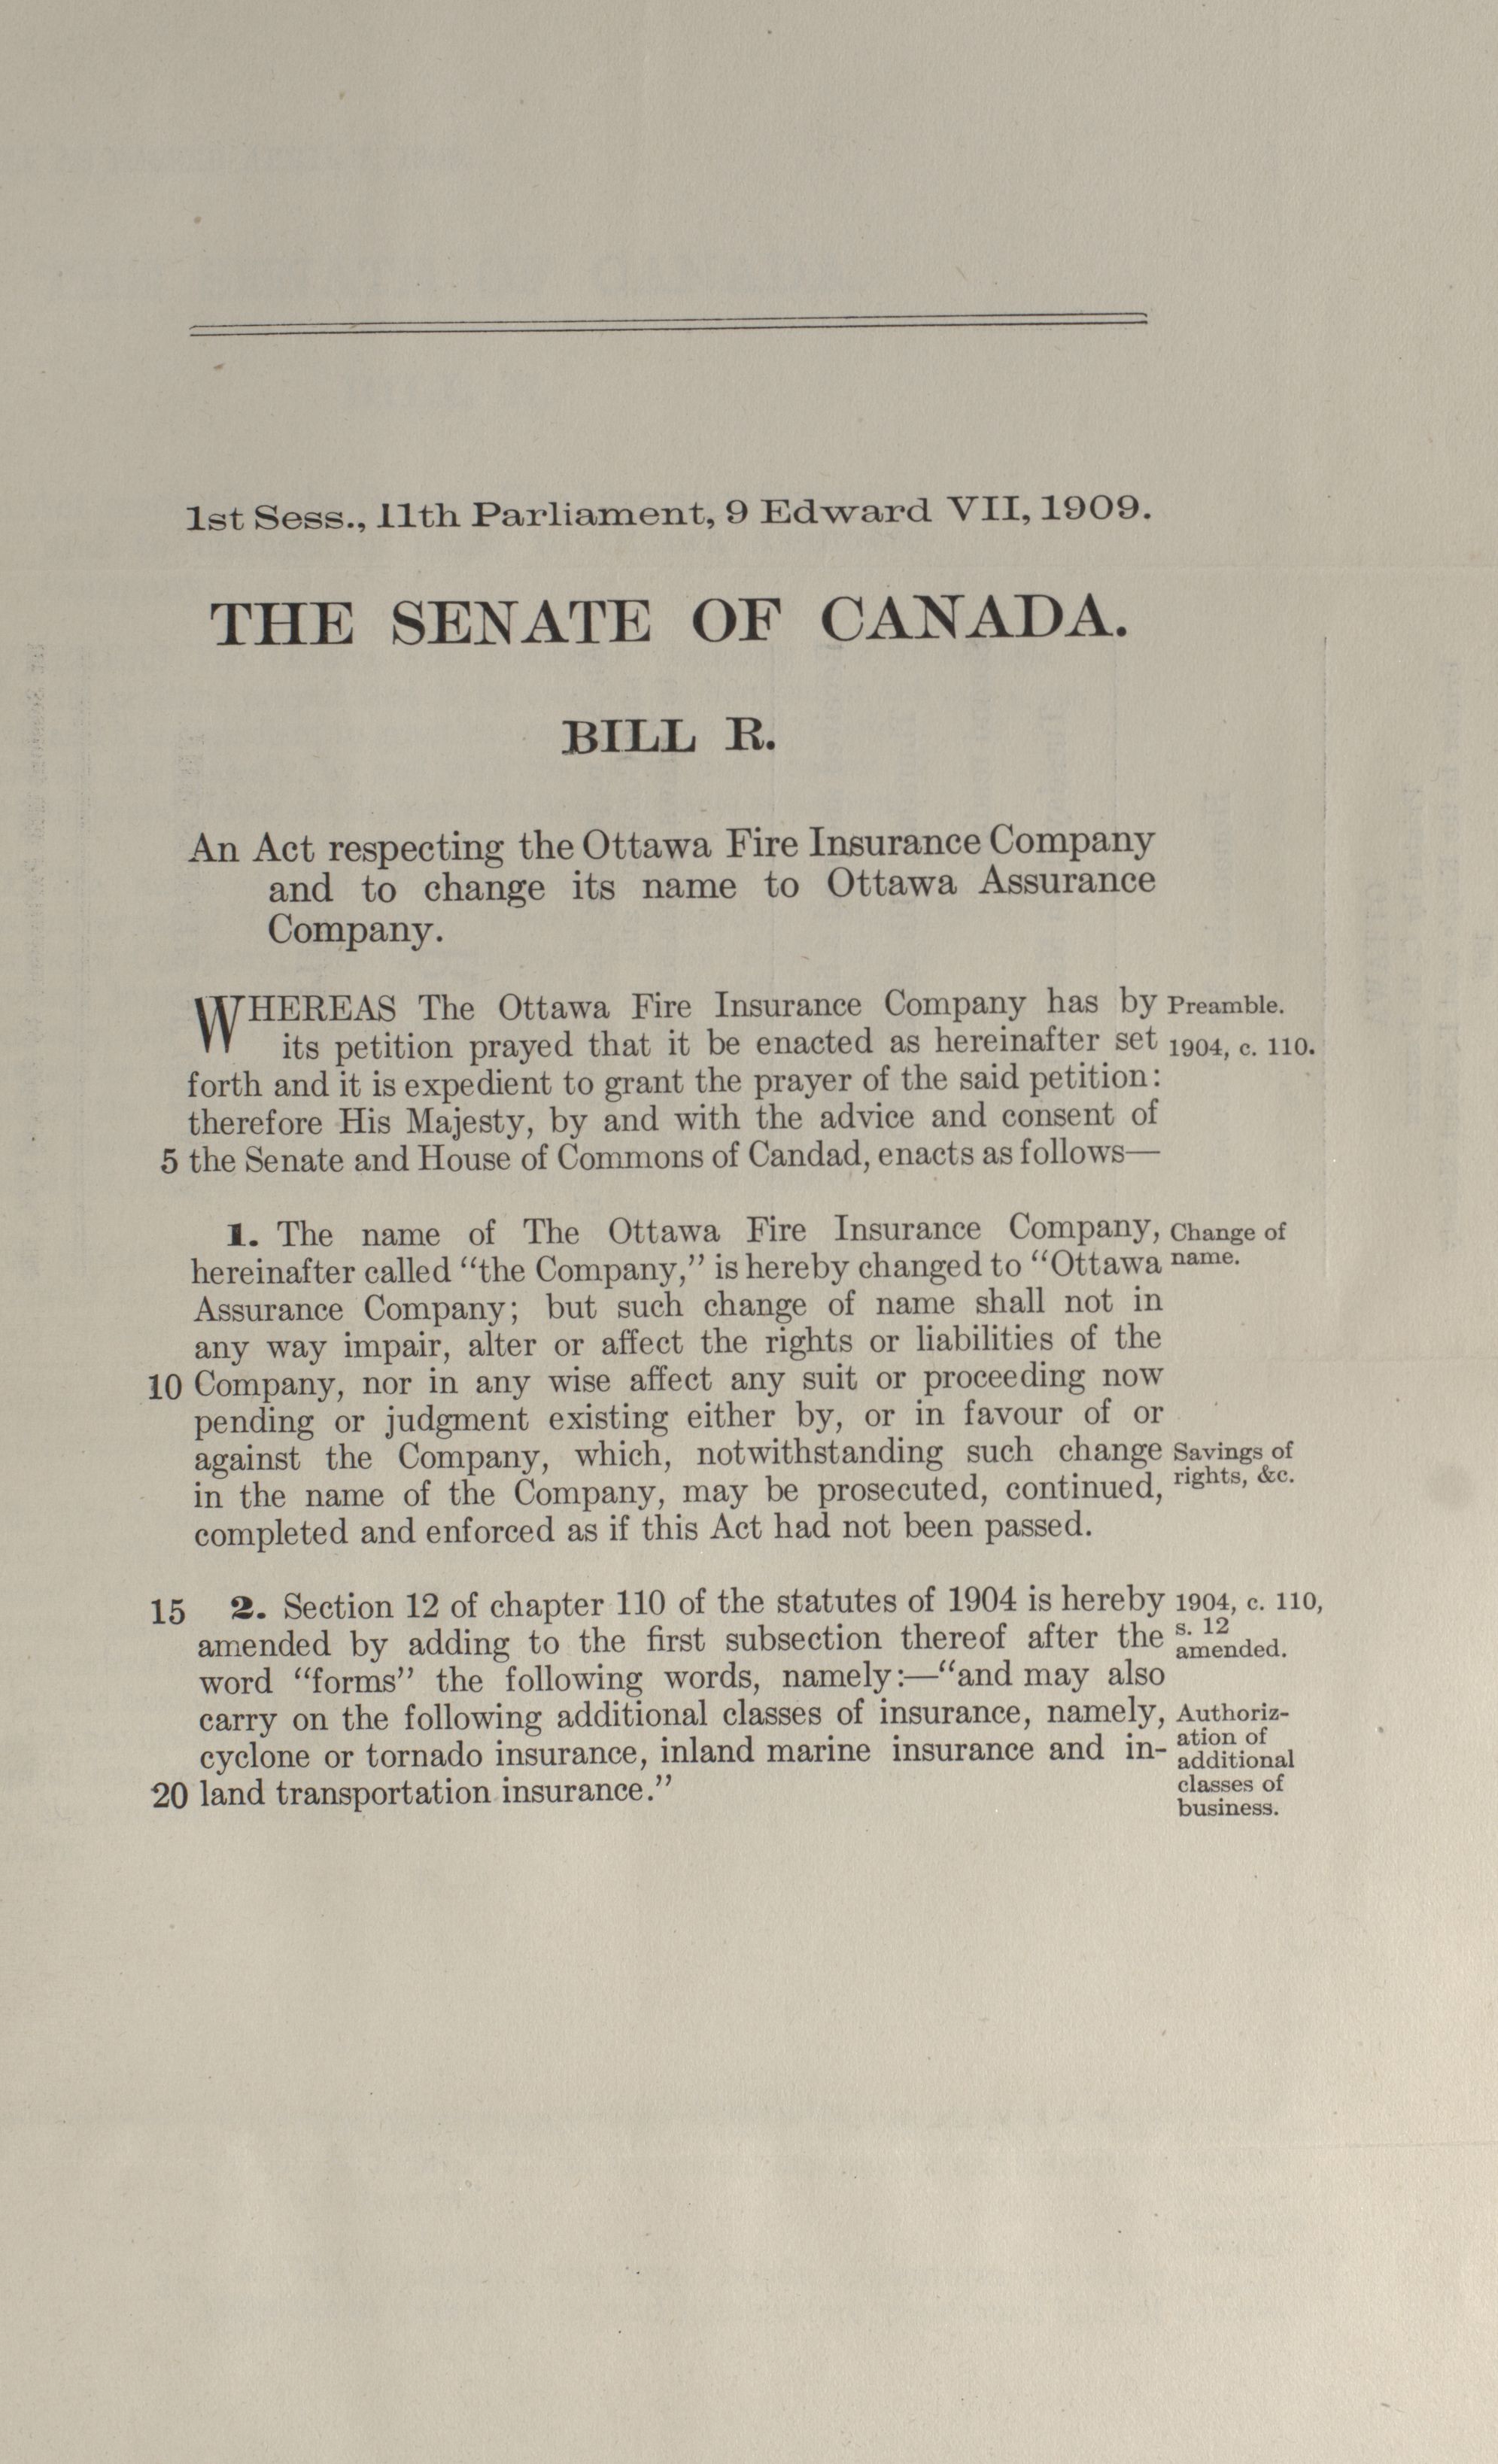 1st Sess., 11th Parliament, 9 Edward VII, 1909.
THE SENATE OF CANADA.
BILL R.
An Act respecting the Ottawa Fire Insurance Company
and to change its name to Ottawa Assurance
Company.
WHEREAS The Ottawa Fire Insurance Company has by Preamble.
its petition prayed that it be enacted as hereinafter set 1904, c. 110.
forth and it is expedient to grant the prayer of the said petition:
therefore His Majesty, by and with the advice and consent of
5 the Senate and House of Commons of Candad, enacts as follows—
1. The name of The Ottawa Fire Insurance Company, Change of
hereinafter called "the Company," is hereby changed to "Ottawa name.
Assurance Company; but such change of name shall not in
any way impair, alter or affect the rights or liabilities of the
10 Company, nor in any wise affect any suit or proceeding now
pending or judgment existing either by, or in favour of or
against the Company, which, notwithstanding such change Savings of
in the name of the Company, may be prosecuted, continued, rights, &c.
completed and enforced as if this Act had not been passed.
15 2. Section 12 of chapter 110 of the statutes of 1904 is hereby 1904, c. 110,
amended by adding to the first subsection thereof after the s. 12
amended.
word "forms" the following words, namely:—"and may also
carry on the following additional classes of insurance, namely, Authoriz-
cyclone or tornado insurance, inland marine insurance and in- ation of
additional
20 land transportation insurance." classes of
business.